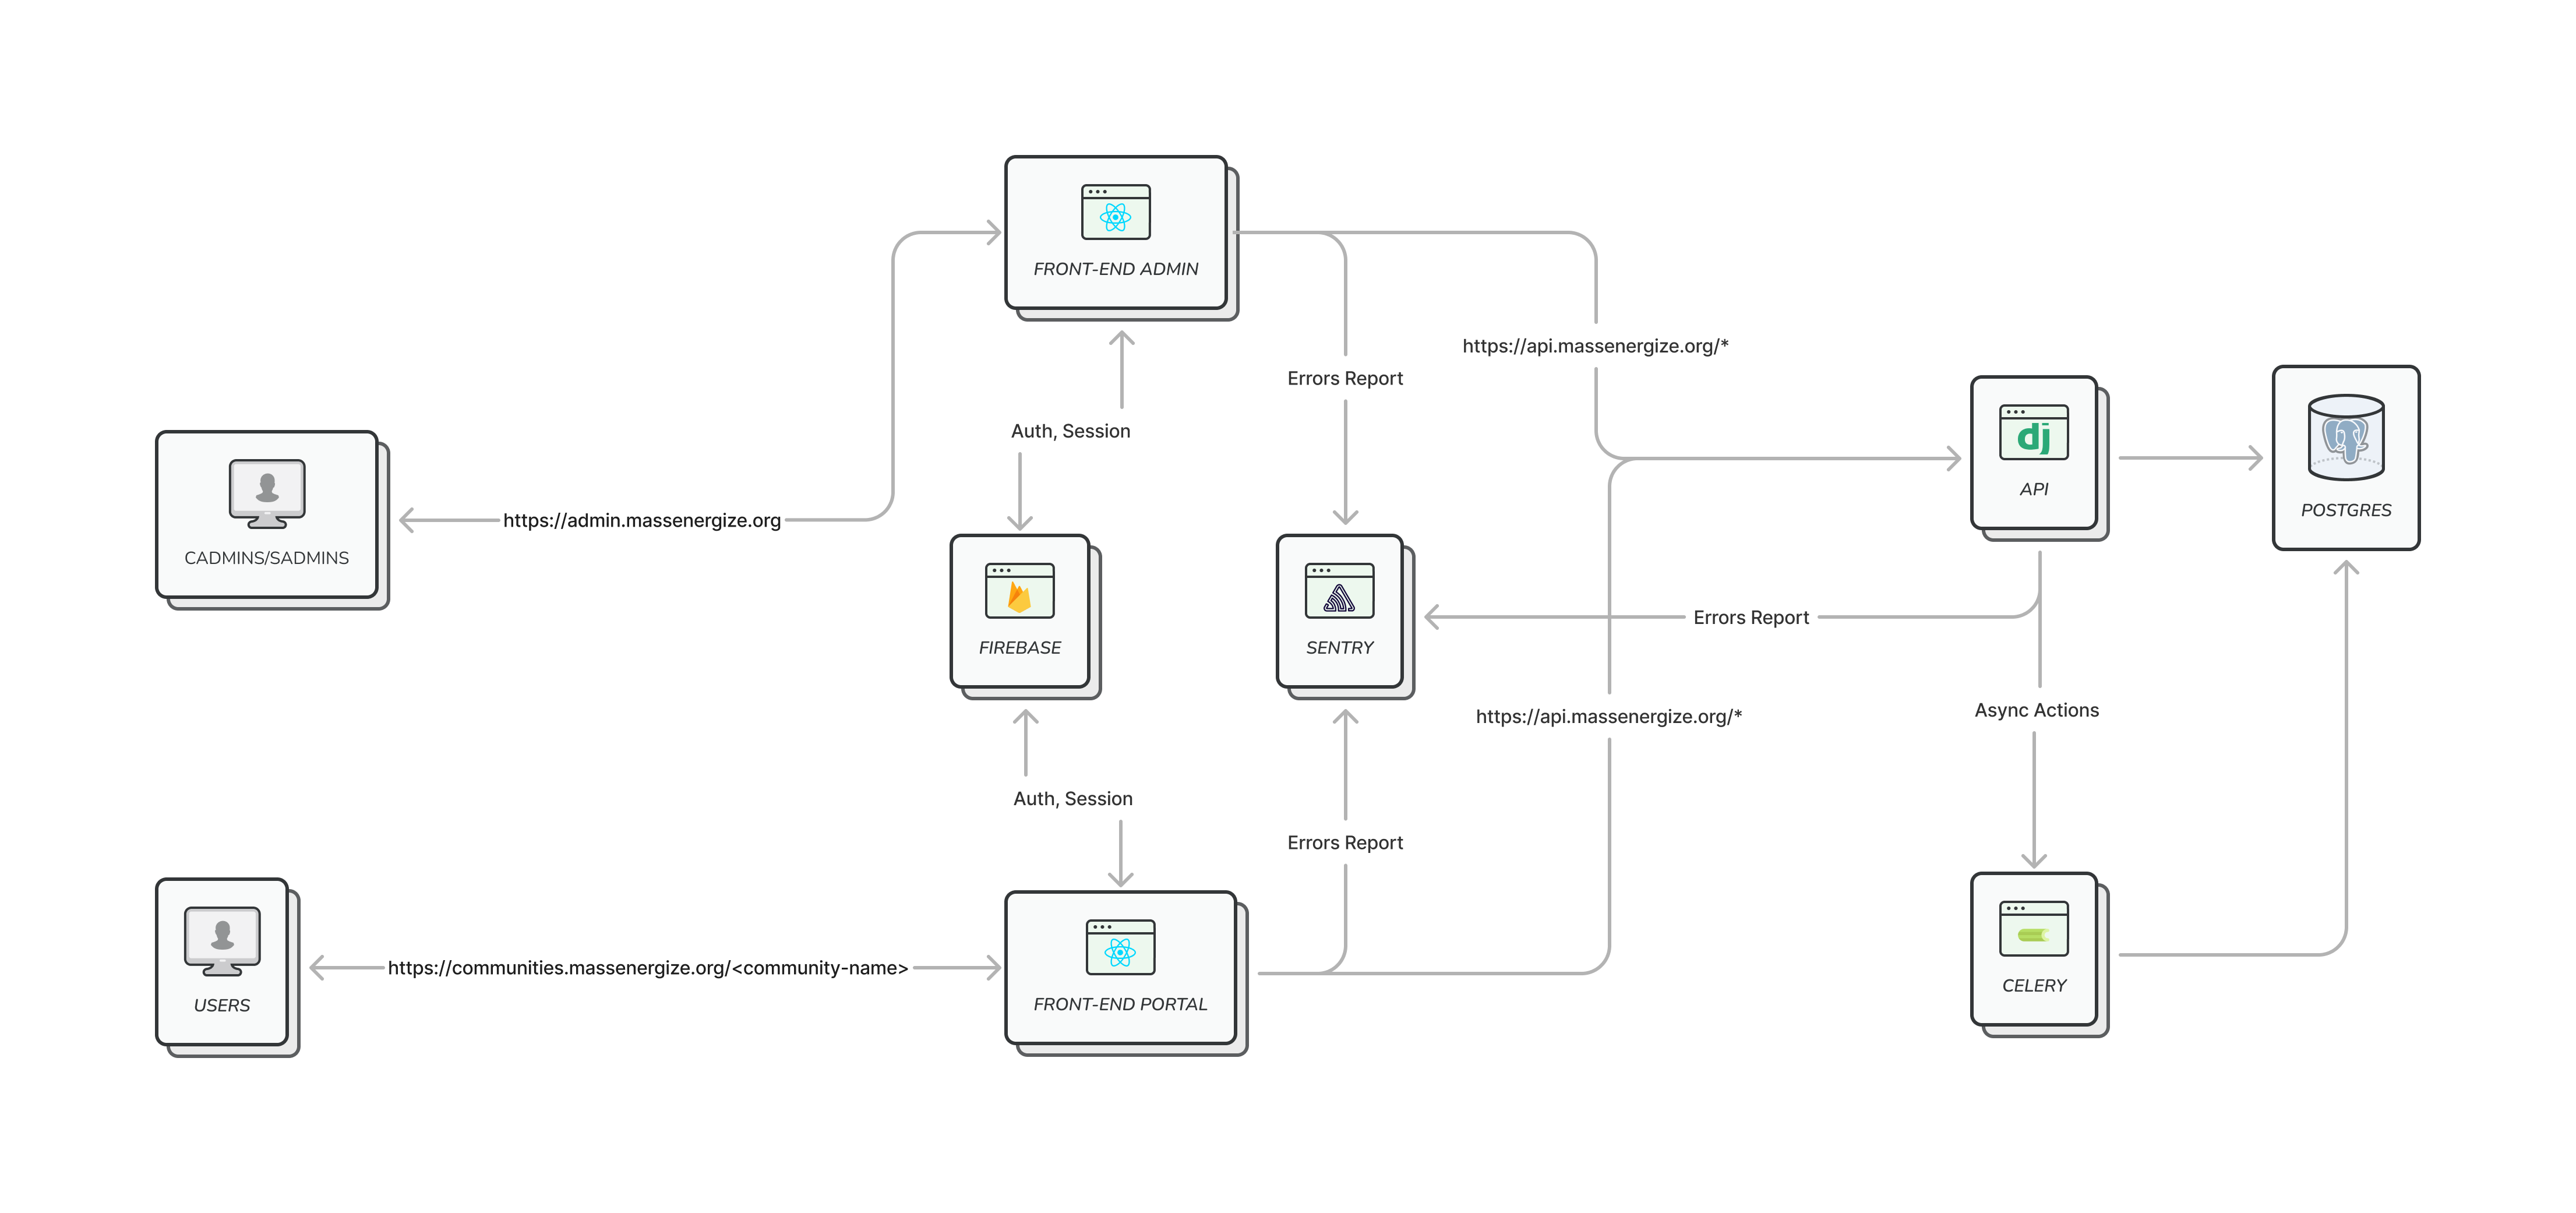 FRONT-END ADMIN
https://api.massenergize.org/*
Errors Report
Auth, Session
dj
API
POSTGRES
https://admin.massenergize.org
CADMINS/SADMINS
FIREBASE
SENTRY
Errors Report
https://api.massenergize.org/*
Async Actions
Auth, Session
Errors Report
https://communities.massenergize.org/<community-name>
USERS
FRONT-END PORTAL
CELERY